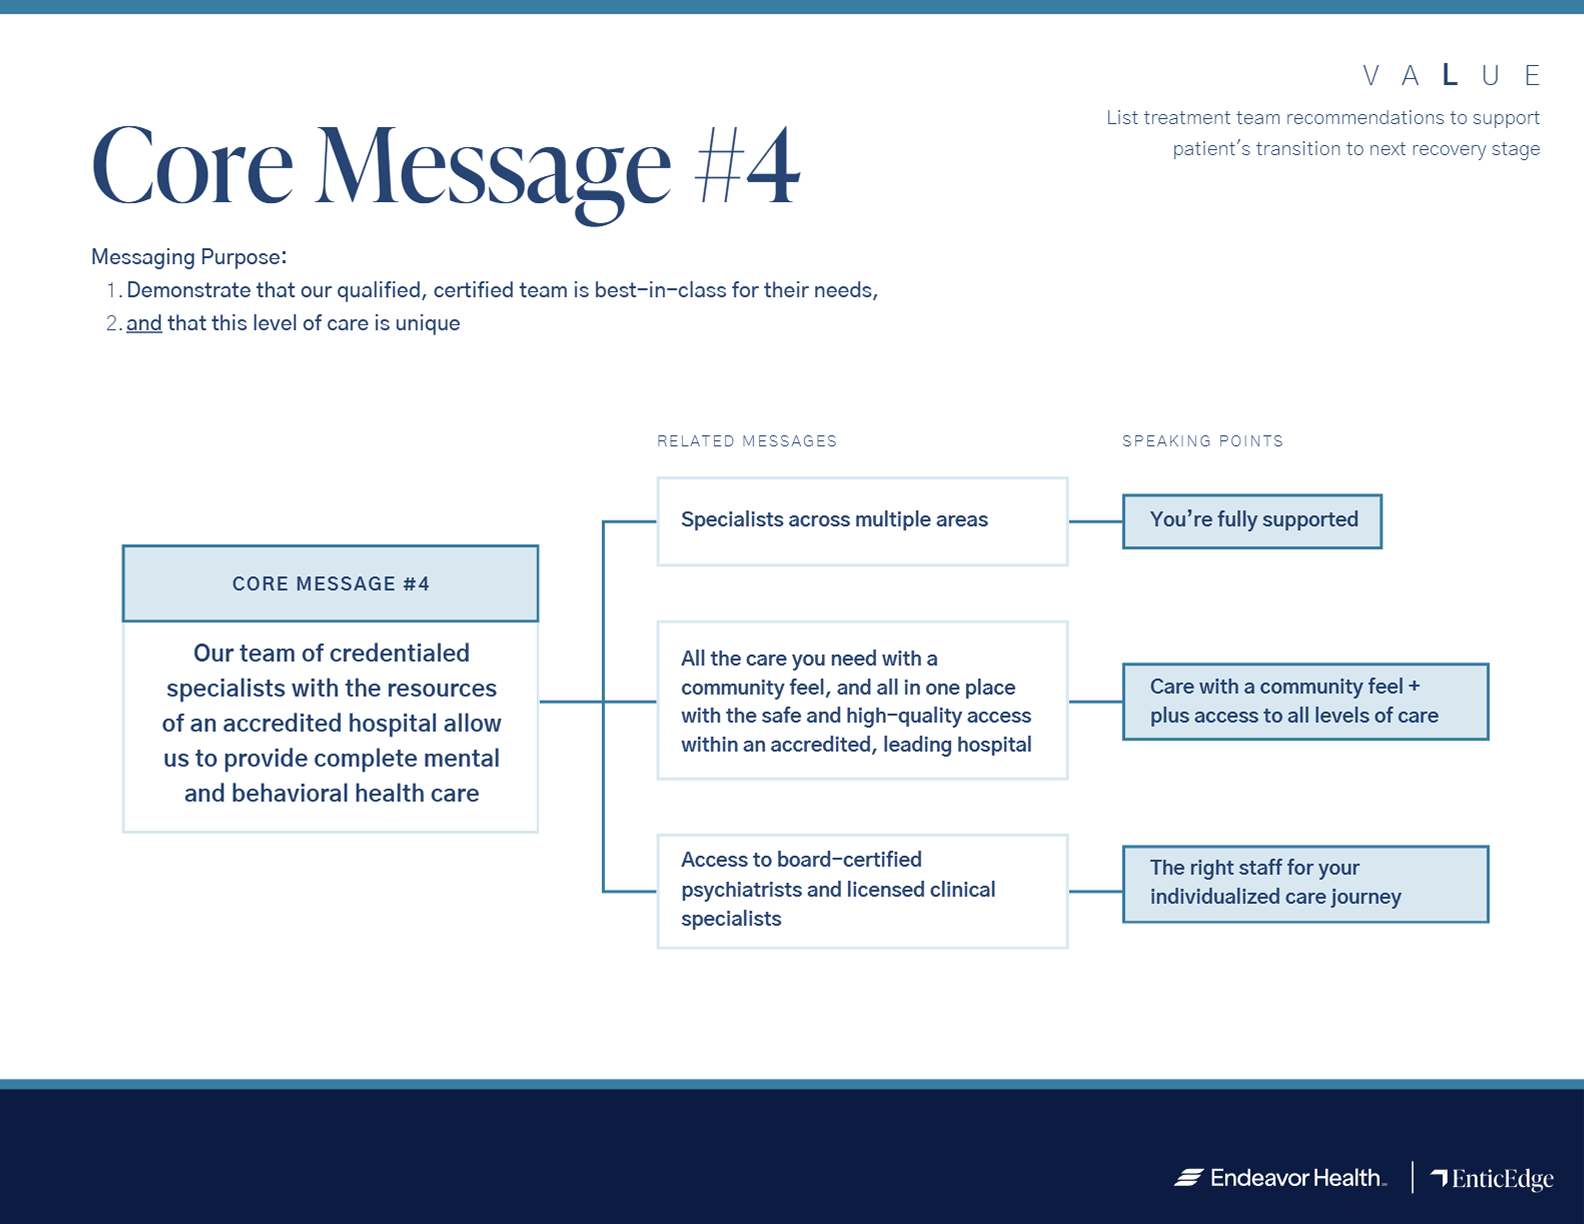 V A L U E
List treatment team recommendations to support
patient's transition to next recovery stage
Core Message #4
Messaging Purpose:
1. Demonstrate that our qualified, certified team is best-in-class for their needs,
2. and that this level of care is unique
RELATED MESSAGES
SPEAKING POINTS
CORE MESSAGE #4
Our team of credentialed
specialists with the resources
of an accredited hospital allow
us to provide complete mental
and behavioral health care
Specialists across multiple areas
You're fully supported
All the care you need with a
community feel, and all in one place
with the safe and high-quality access
within an accredited, leading hospital
Care with a community feel +
plus access to all levels of care
Access to board-certified
psychiatrists and licensed clinical
specialists
The right staff for your
individualized care journey
Endeavor Health
EnticEdge